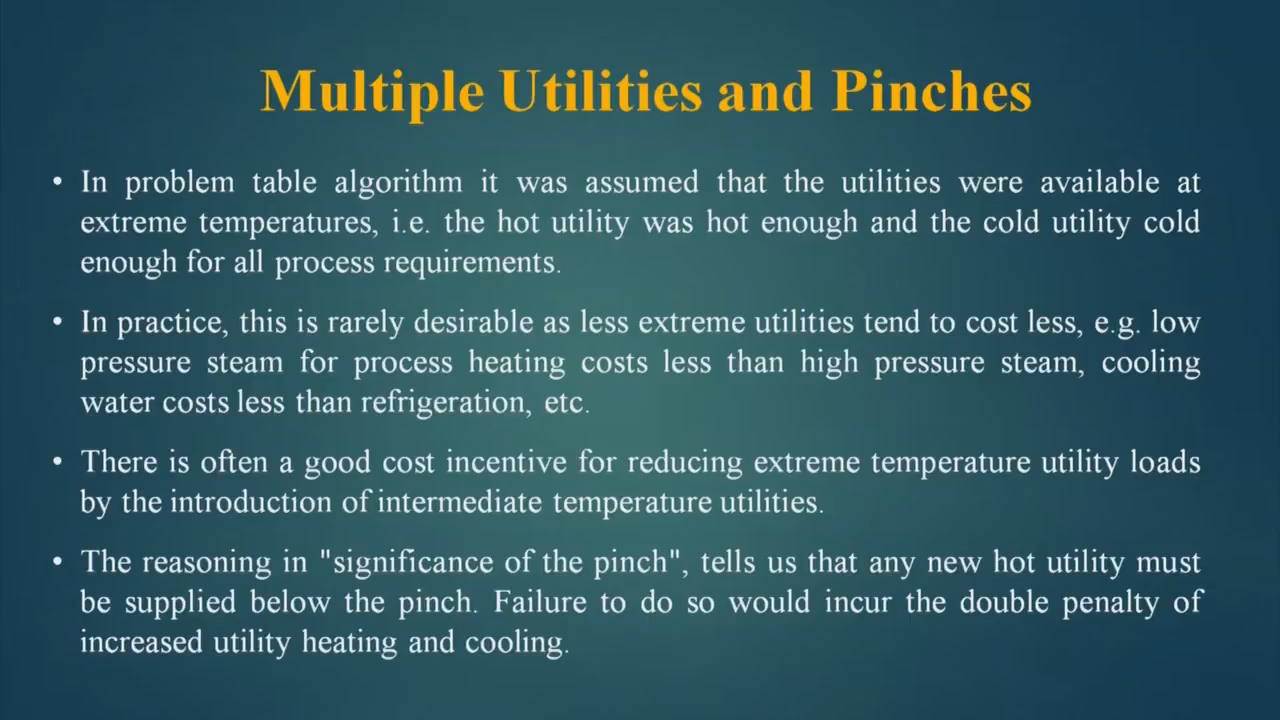 Multiple Utilities and Pinches
• In problem table algorithm it was assumed that the utilities were available at
extreme temperatures, i.e. the hot utility was hot enough and the cold utility cold
enough for all process requirements.
• In practice, this is rarely desirable as less extreme utilities tend to cost less, e.g. low
pressure steam for process heating costs less than high pressure steam, cooling
water costs less than refrigeration, etc.
• There is often a good cost incentive for reducing extreme temperature utility loads
by the introduction of intermediate temperature utilities.
• The reasoning in "significance of the pinch", tells us that any new hot utility must
be supplied below the pinch. Failure to do so would incur the double penalty of
increased utility heating and cooling.